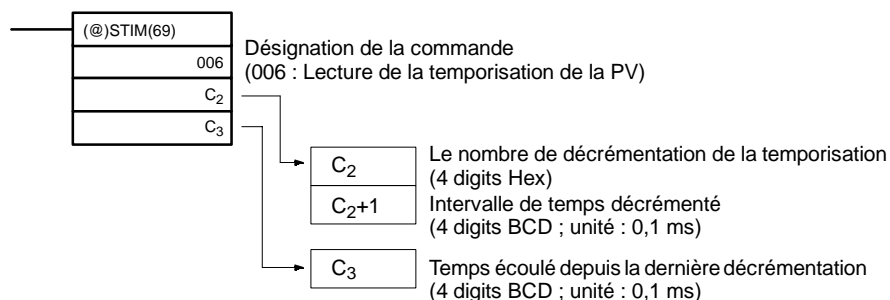 (@)STIM(69)
006
C2
C3
Désignation de la commande
(006 : Lecture de la temporisation de la PV)
C2
Le nombre de décrémentation de la temporisation
(4 digits Hex)
C2+1
Intervalle de temps décrémenté
(4 digits BCD ; unité : 0,1 ms)
C3
Temps écoulé depuis la dernière décrémentation
(4 digits BCD ; unité : 0,1 ms)